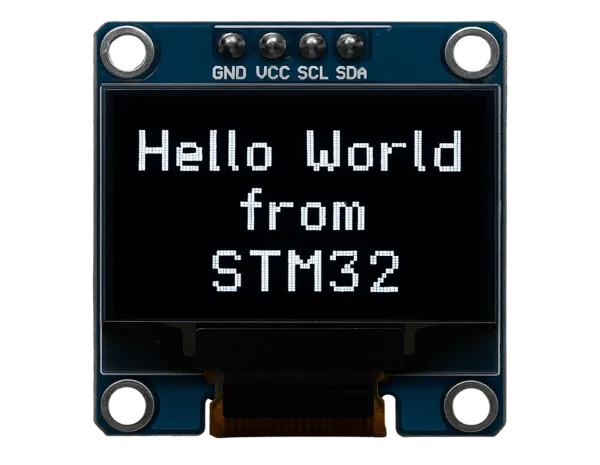 GND VCC SCL SDA
Hello World
from
STM32